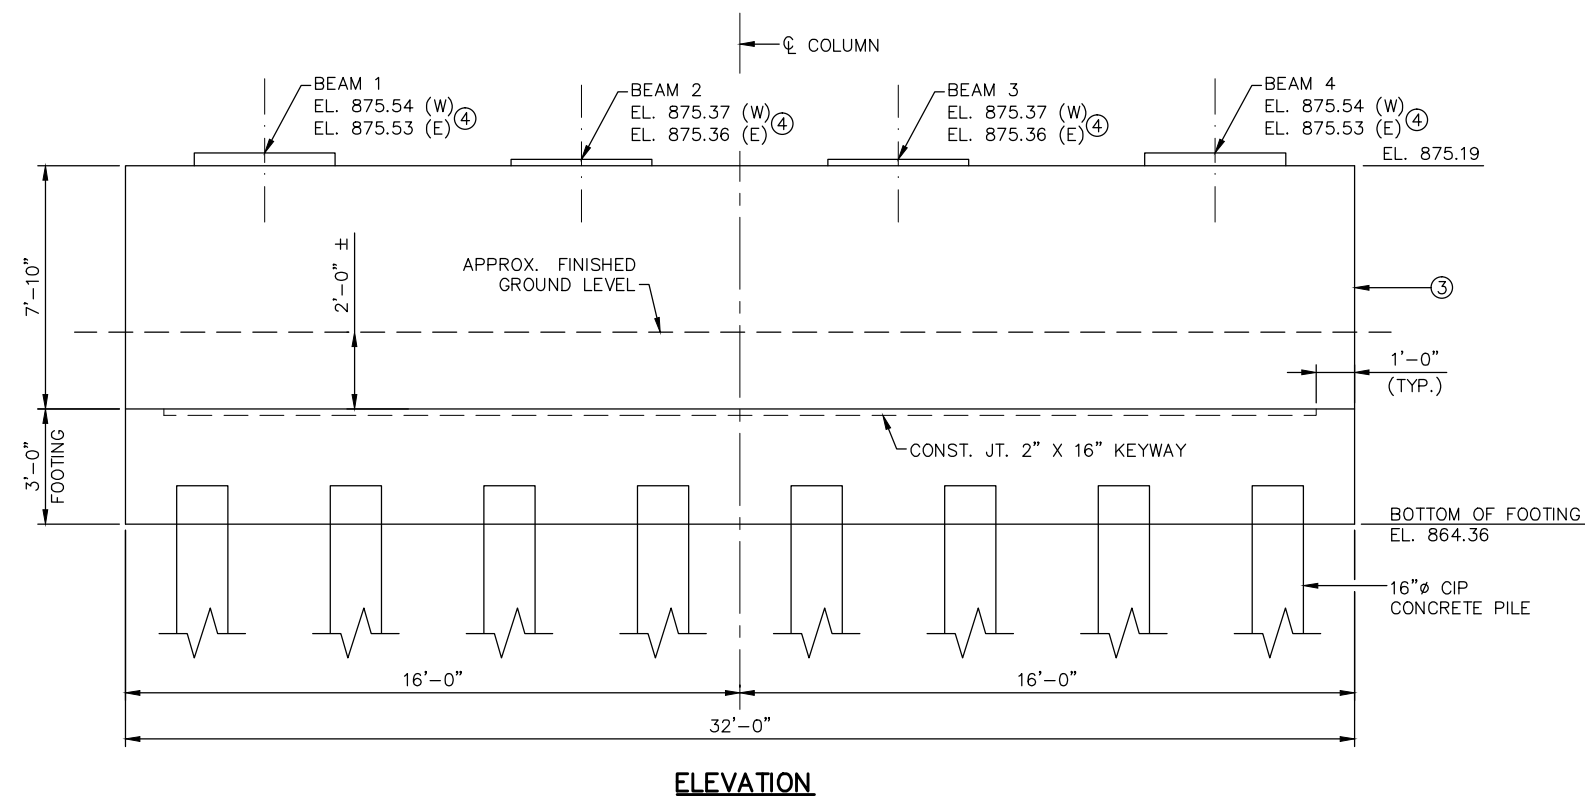 ℄ COLUMN
BEAM 1
EL. 875.54 (W)
EL. 875.53 (E)
4
BEAM 2
EL. 875.37 (W)
EL. 875.36 (E)
4
BEAM 3
EL. 875.37 (W)
EL. 875.36 (E)
4
BEAM 4
EL. 875.54 (W)
EL. 875.53 (E)
4
EL. 875.19
7'-10"
2'-0" ±
APPROX. FINISHED
GROUND LEVEL
3
1'-0"
(TYP.)
3'-0"
FOOTING
CONST. JT. 2" X 16" KEYWAY
BOTTOM OF FOOTING
EL. 864.36
16"ø CIP
CONCRETE PILE
16'-0"
16'-0"
32'-0"
ELEVATION